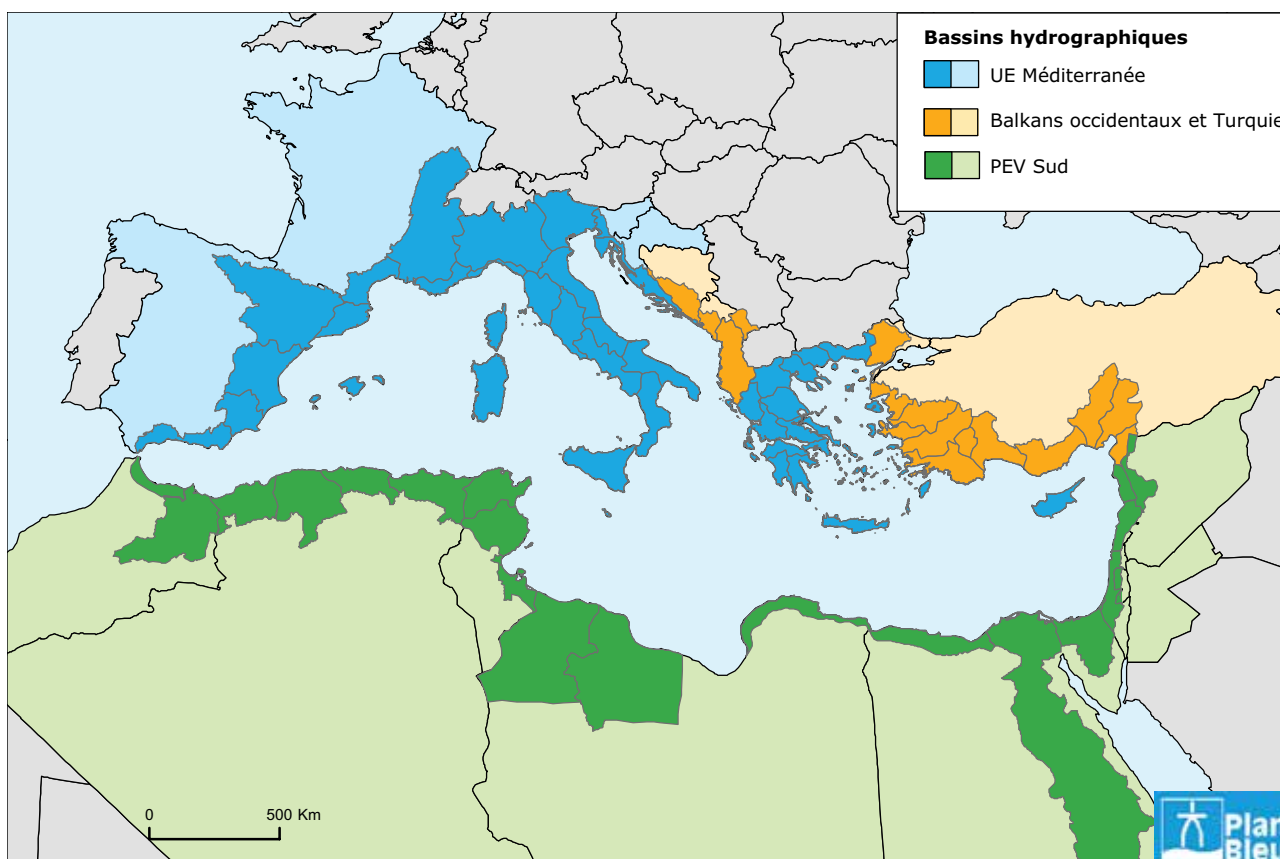 Bassins hydrographiques
UE Méditerranée
Balkans occidentaux et Turquie
PEV Sud
0 500 Km
Plan
Bleu